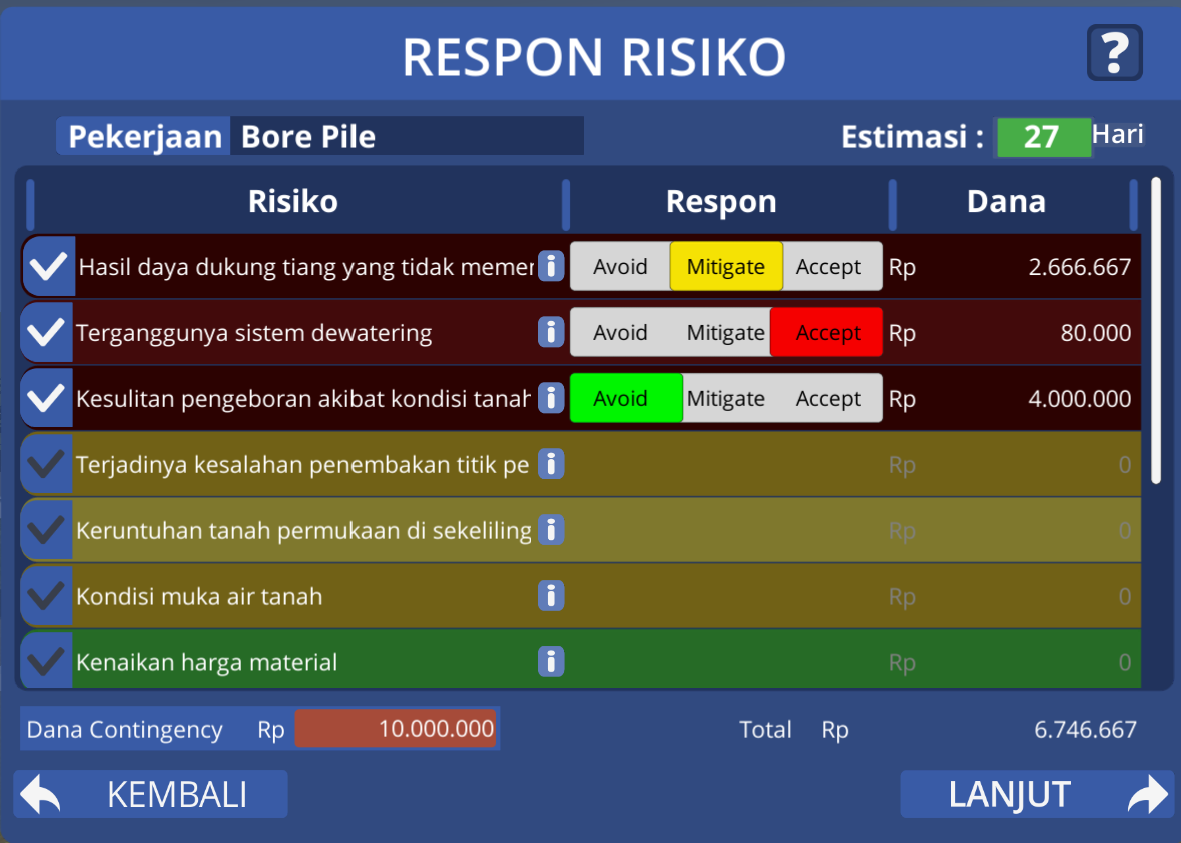 RESPON RISIKO ?
Pekerjaan Bore Pile Estimasi : 27 Hari
Risiko Respon Dana
Hasil daya dukung tiang yang tidak i Avoid Mitigate Accept Rp 2.666.667
Terganggunya sistem dewatering i Avoid Mitigate Accept Rp 80.000
Kesulitan pengeboran akibat kondisi tanah i Avoid Mitigate Accept Rp 4.000.000
Terjadinya kesalahan penembakan titik pe i Rp 0
Keruntuhan tanah permukaan di sekeliling i Rp 0
Kondisi muka air tanah i Rp 0
Kenaikan harga material i Rp 0
Dana Contingency Rp 10.000.000 Total Rp 6.746.667
KEMBALI LANJUT